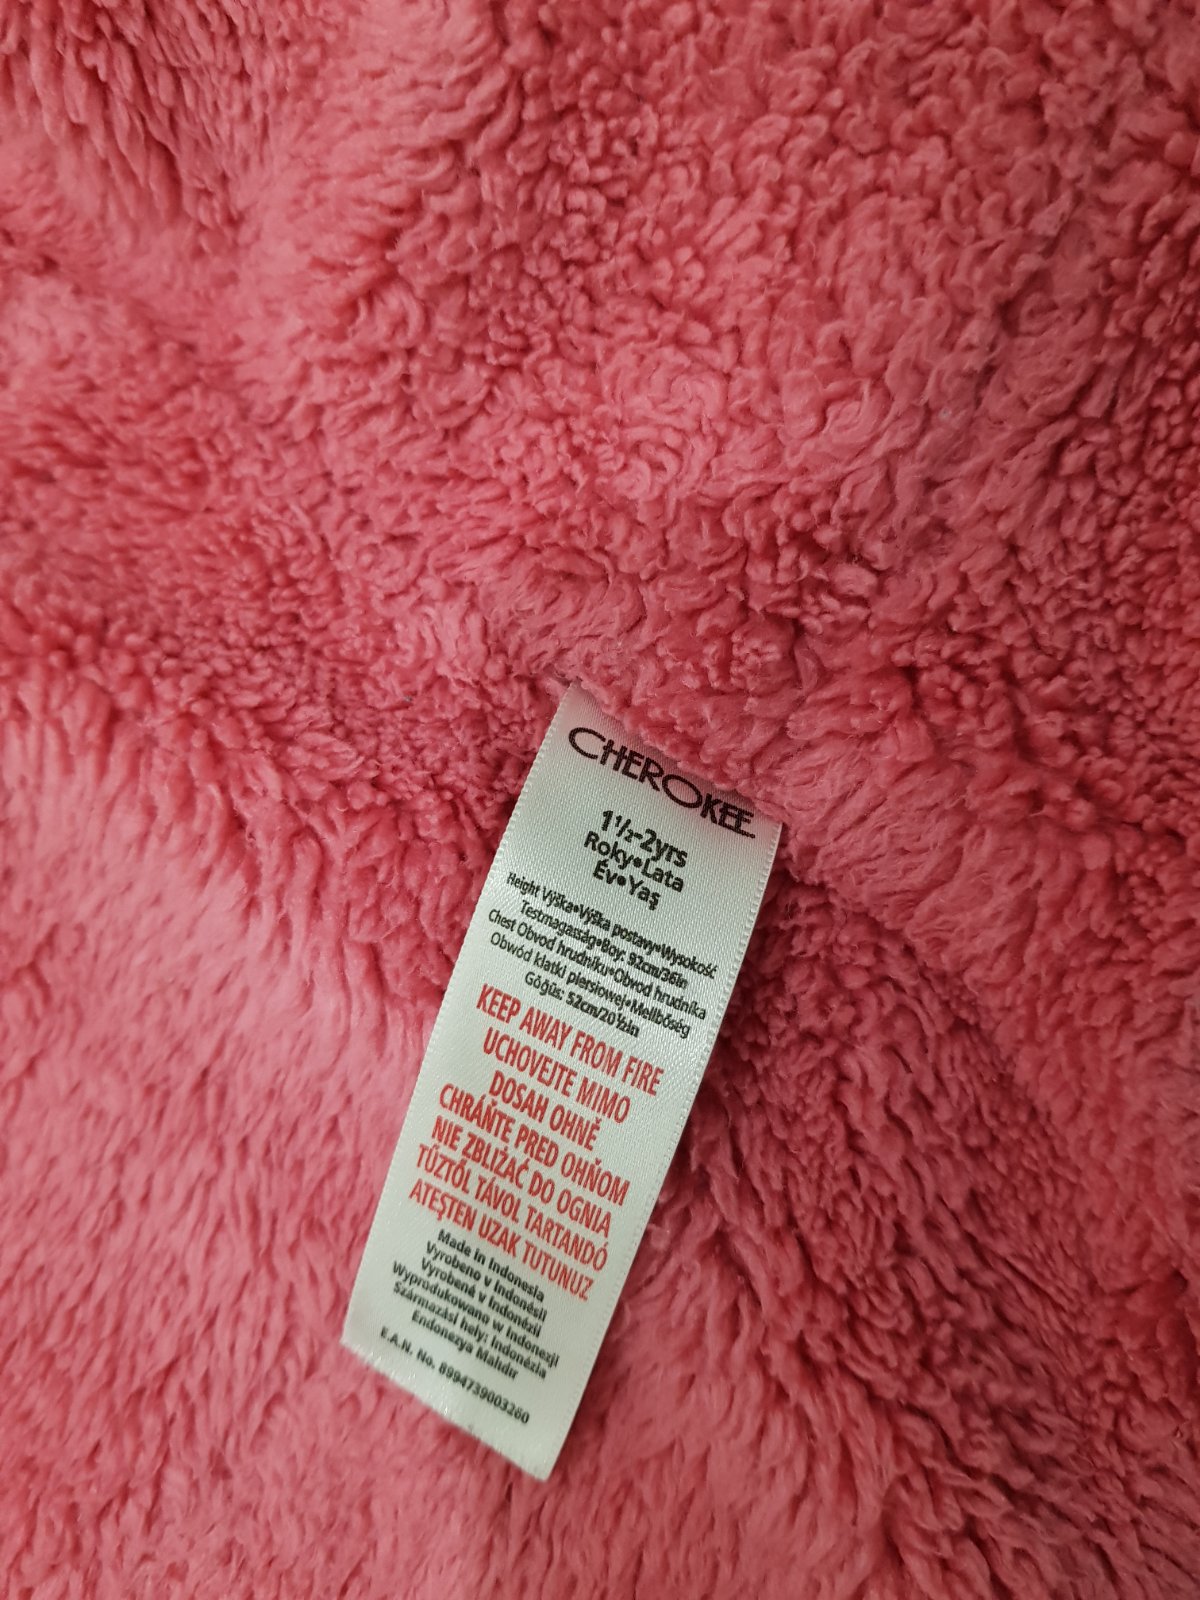 CHEROKEE
1½-2yrs
Roky•Lata
Év•Yaş
Height Výška•Výška postavy•Wysokość
Testmagasság•Boy: 92cm/36in
Chest Obvod hrudníku•Obvod hrudníka
Obwód klatki piersiowej•Mellbőség
Göğüs: 52cm/20½in
KEEP AWAY FROM FIRE
UCHOVEJTE MIMO
DOSAH OHNĚ
CHRÁŇTE PRED OHŇOM
NIE ZBLIŻAĆ DO OGNIA
TŰZTŐL TÁVOL TARTANDÓ
ATEŞTEN UZAK TUTUNUZ
Made in Indonesia
Vyrobeno v Indonésii
Vyrobené v Indonézii
Wyprodukowano w Indonezji
Származási hely: Indonézia
Endonezya Malıdır
E.A.N. No. 8994739003260